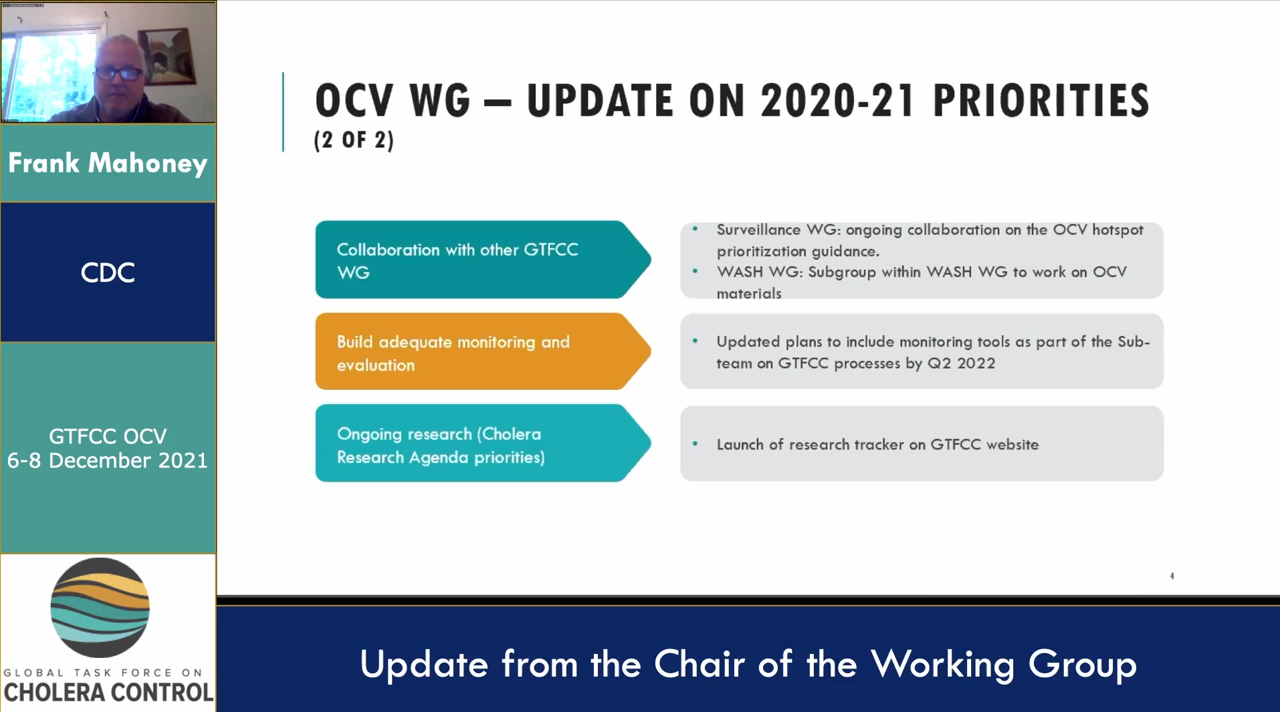 Frank Mahoney
CDC
GTFCC OCV
6-8 December 2021
GLOBAL TASK FORCE ON
CHOLERA CONTROL
OCV WG – UPDATE ON 2020-21 PRIORITIES
(2 OF 2)
Collaboration with other GTFCC
WG
• Surveillance WG: ongoing collaboration on the OCV hotspot
prioritization guidance.
• WASH WG: Subgroup within WASH WG to work on OCV
materials
Build adequate monitoring and
evaluation
• Updated plans to include monitoring tools as part of the Sub-
team on GTFCC processes by Q2 2022
Ongoing research (Cholera
Research Agenda priorities)
• Launch of research tracker on GTFCC website
4
Update from the Chair of the Working Group